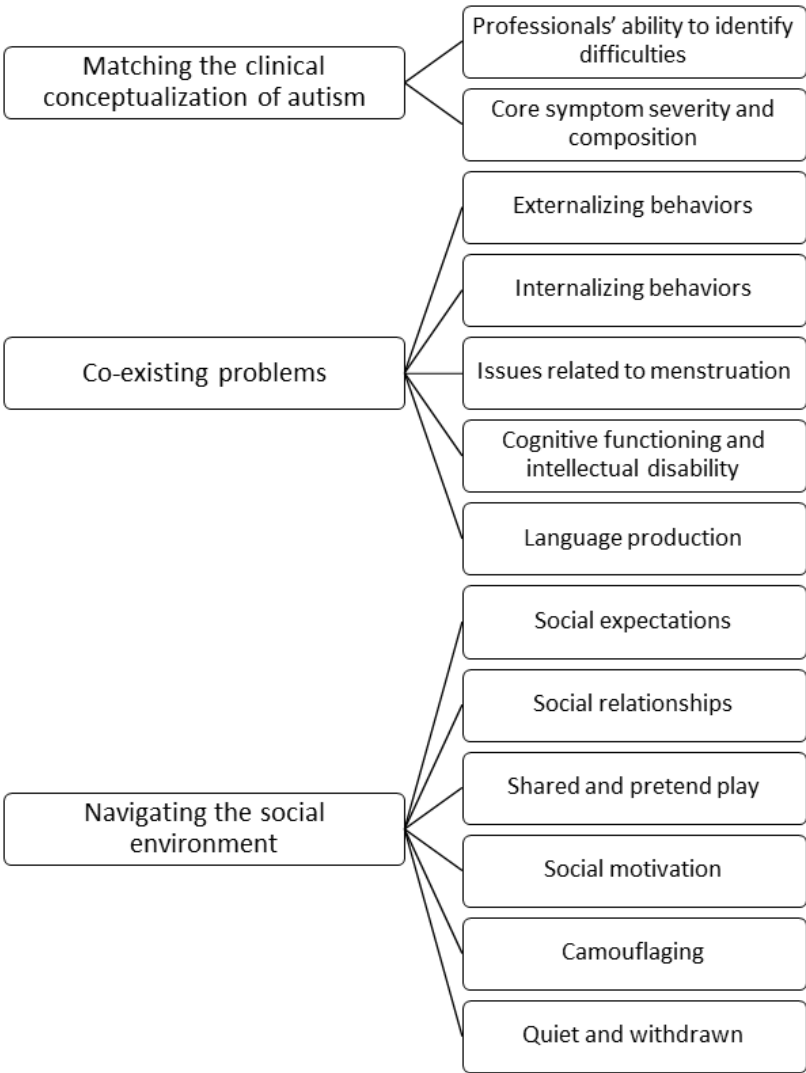 Matching the clinical
conceptualization of autism
Professionals’ ability to identify
difficulties
Core symptom severity and
composition
Co-existing problems
Externalizing behaviors
Internalizing behaviors
Issues related to menstruation
Cognitive functioning and
intellectual disability
Language production
Navigating the social
environment
Social expectations
Social relationships
Shared and pretend play
Social motivation
Camouflaging
Quiet and withdrawn